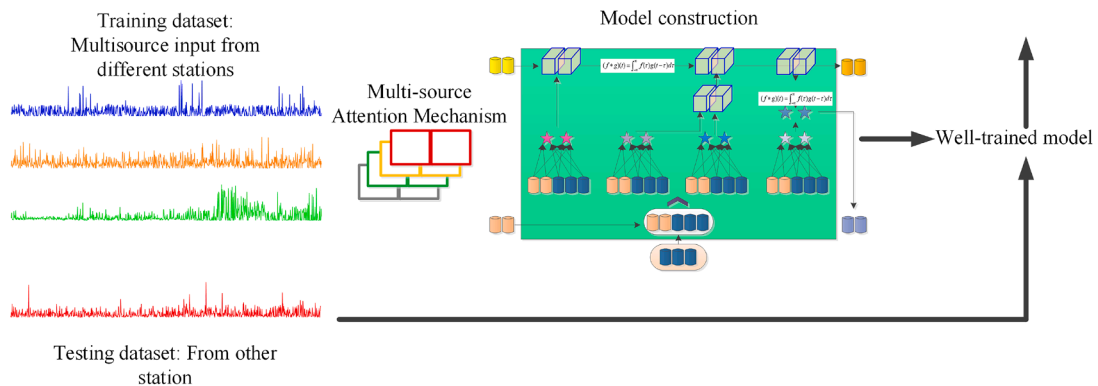 Training dataset:
Multisource input from
different stations
Multi-source
Attention Mechanism
Model construction
(f*g)(t)=∫f(τ)g(t−τ)dτ
(f*g)(t)=∫f(τ)g(t−τ)dτ
Well-trained model
Testing dataset: From other
station